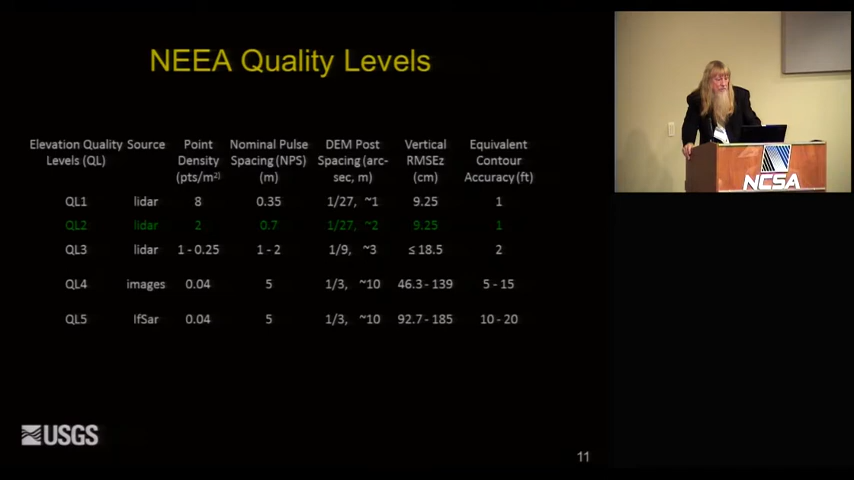 NEEA Quality Levels
Elevation Quality Levels (QL) Source Point Density (pts/m²) Nominal Pulse Spacing (NPS) (m) DEM Post Spacing (arc-sec, m) Vertical RMSEz (cm) Equivalent Contour Accuracy (ft)
QL1 lidar 8 0.35 1/27, ~1 9.25 1
QL2 lidar 2 0.7 1/27, ~2 9.25 1
QL3 lidar 1 - 0.25 1 - 2 1/9, ~3 ≤ 18.5 2
QL4 images 0.04 5 1/3, ~10 46.3 - 139 5 - 15
QL5 IfSar 0.04 5 1/3, ~10 92.7 - 185 10 - 20
USGS
11
NCSA